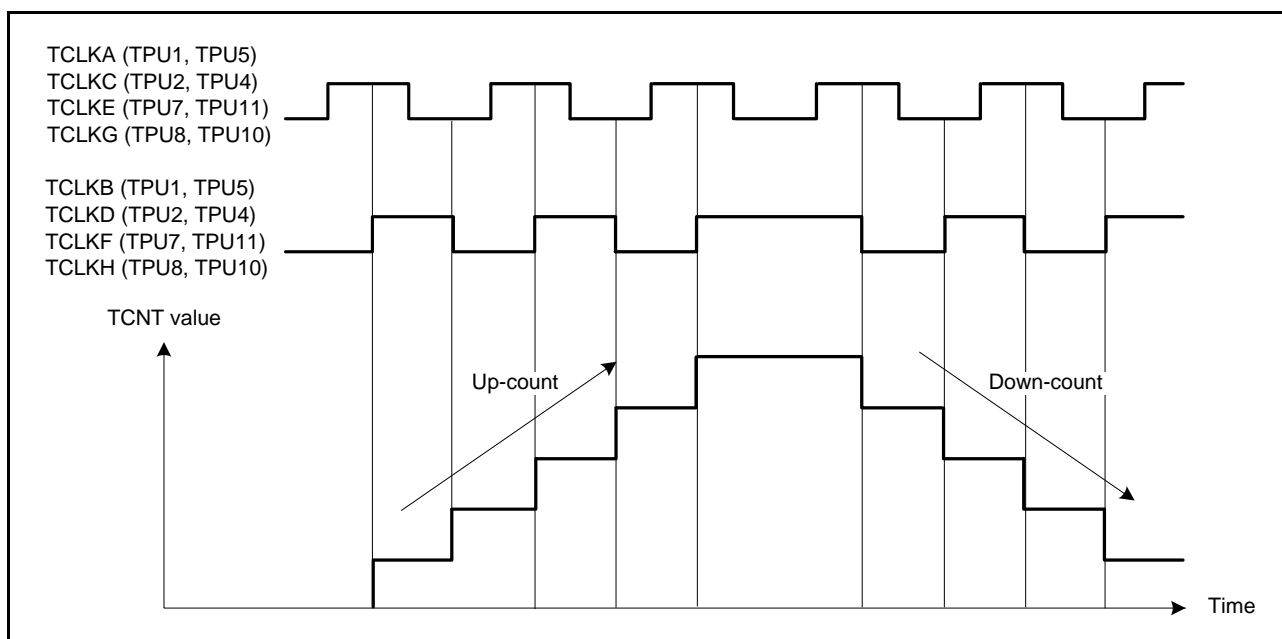 TCLKA (TPU1, TPU5)
TCLKC (TPU2, TPU4)
TCLKE (TPU7, TPU11)
TCLKG (TPU8, TPU10)
TCLKB (TPU1, TPU5)
TCLKD (TPU2, TPU4)
TCLKF (TPU7, TPU11)
TCLKH (TPU8, TPU10)
TCNT value
Up-count
Down-count
Time